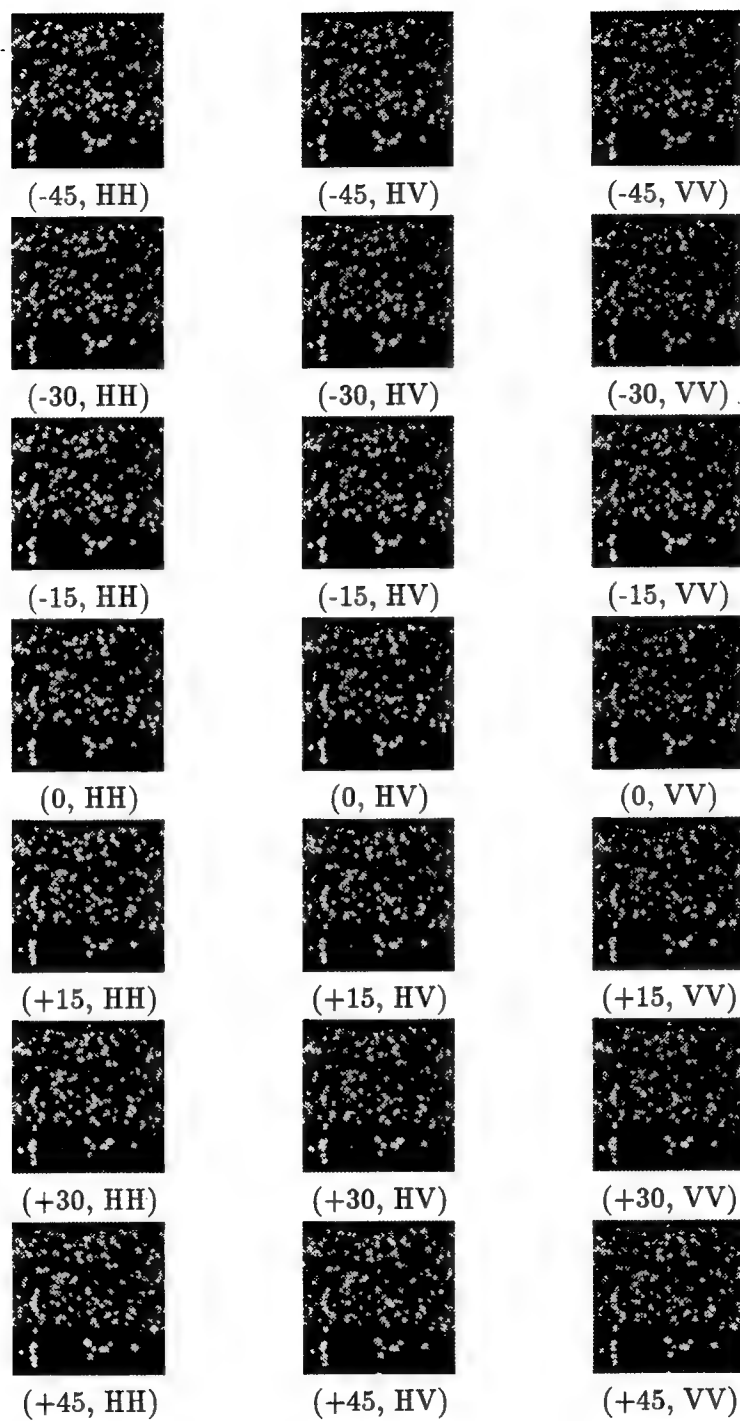 (-45, HH) (-45, HV) (-45, VV)
(-30, HH) (-30, HV) (-30, VV)
(-15, HH) (-15, HV) (-15, VV)
(0, HH) (0, HV) (0, VV)
(+15, HH) (+15, HV) (+15, VV)
(+30, HH) (+30, HV) (+30, VV)
(+45, HH) (+45, HV) (+45, VV)